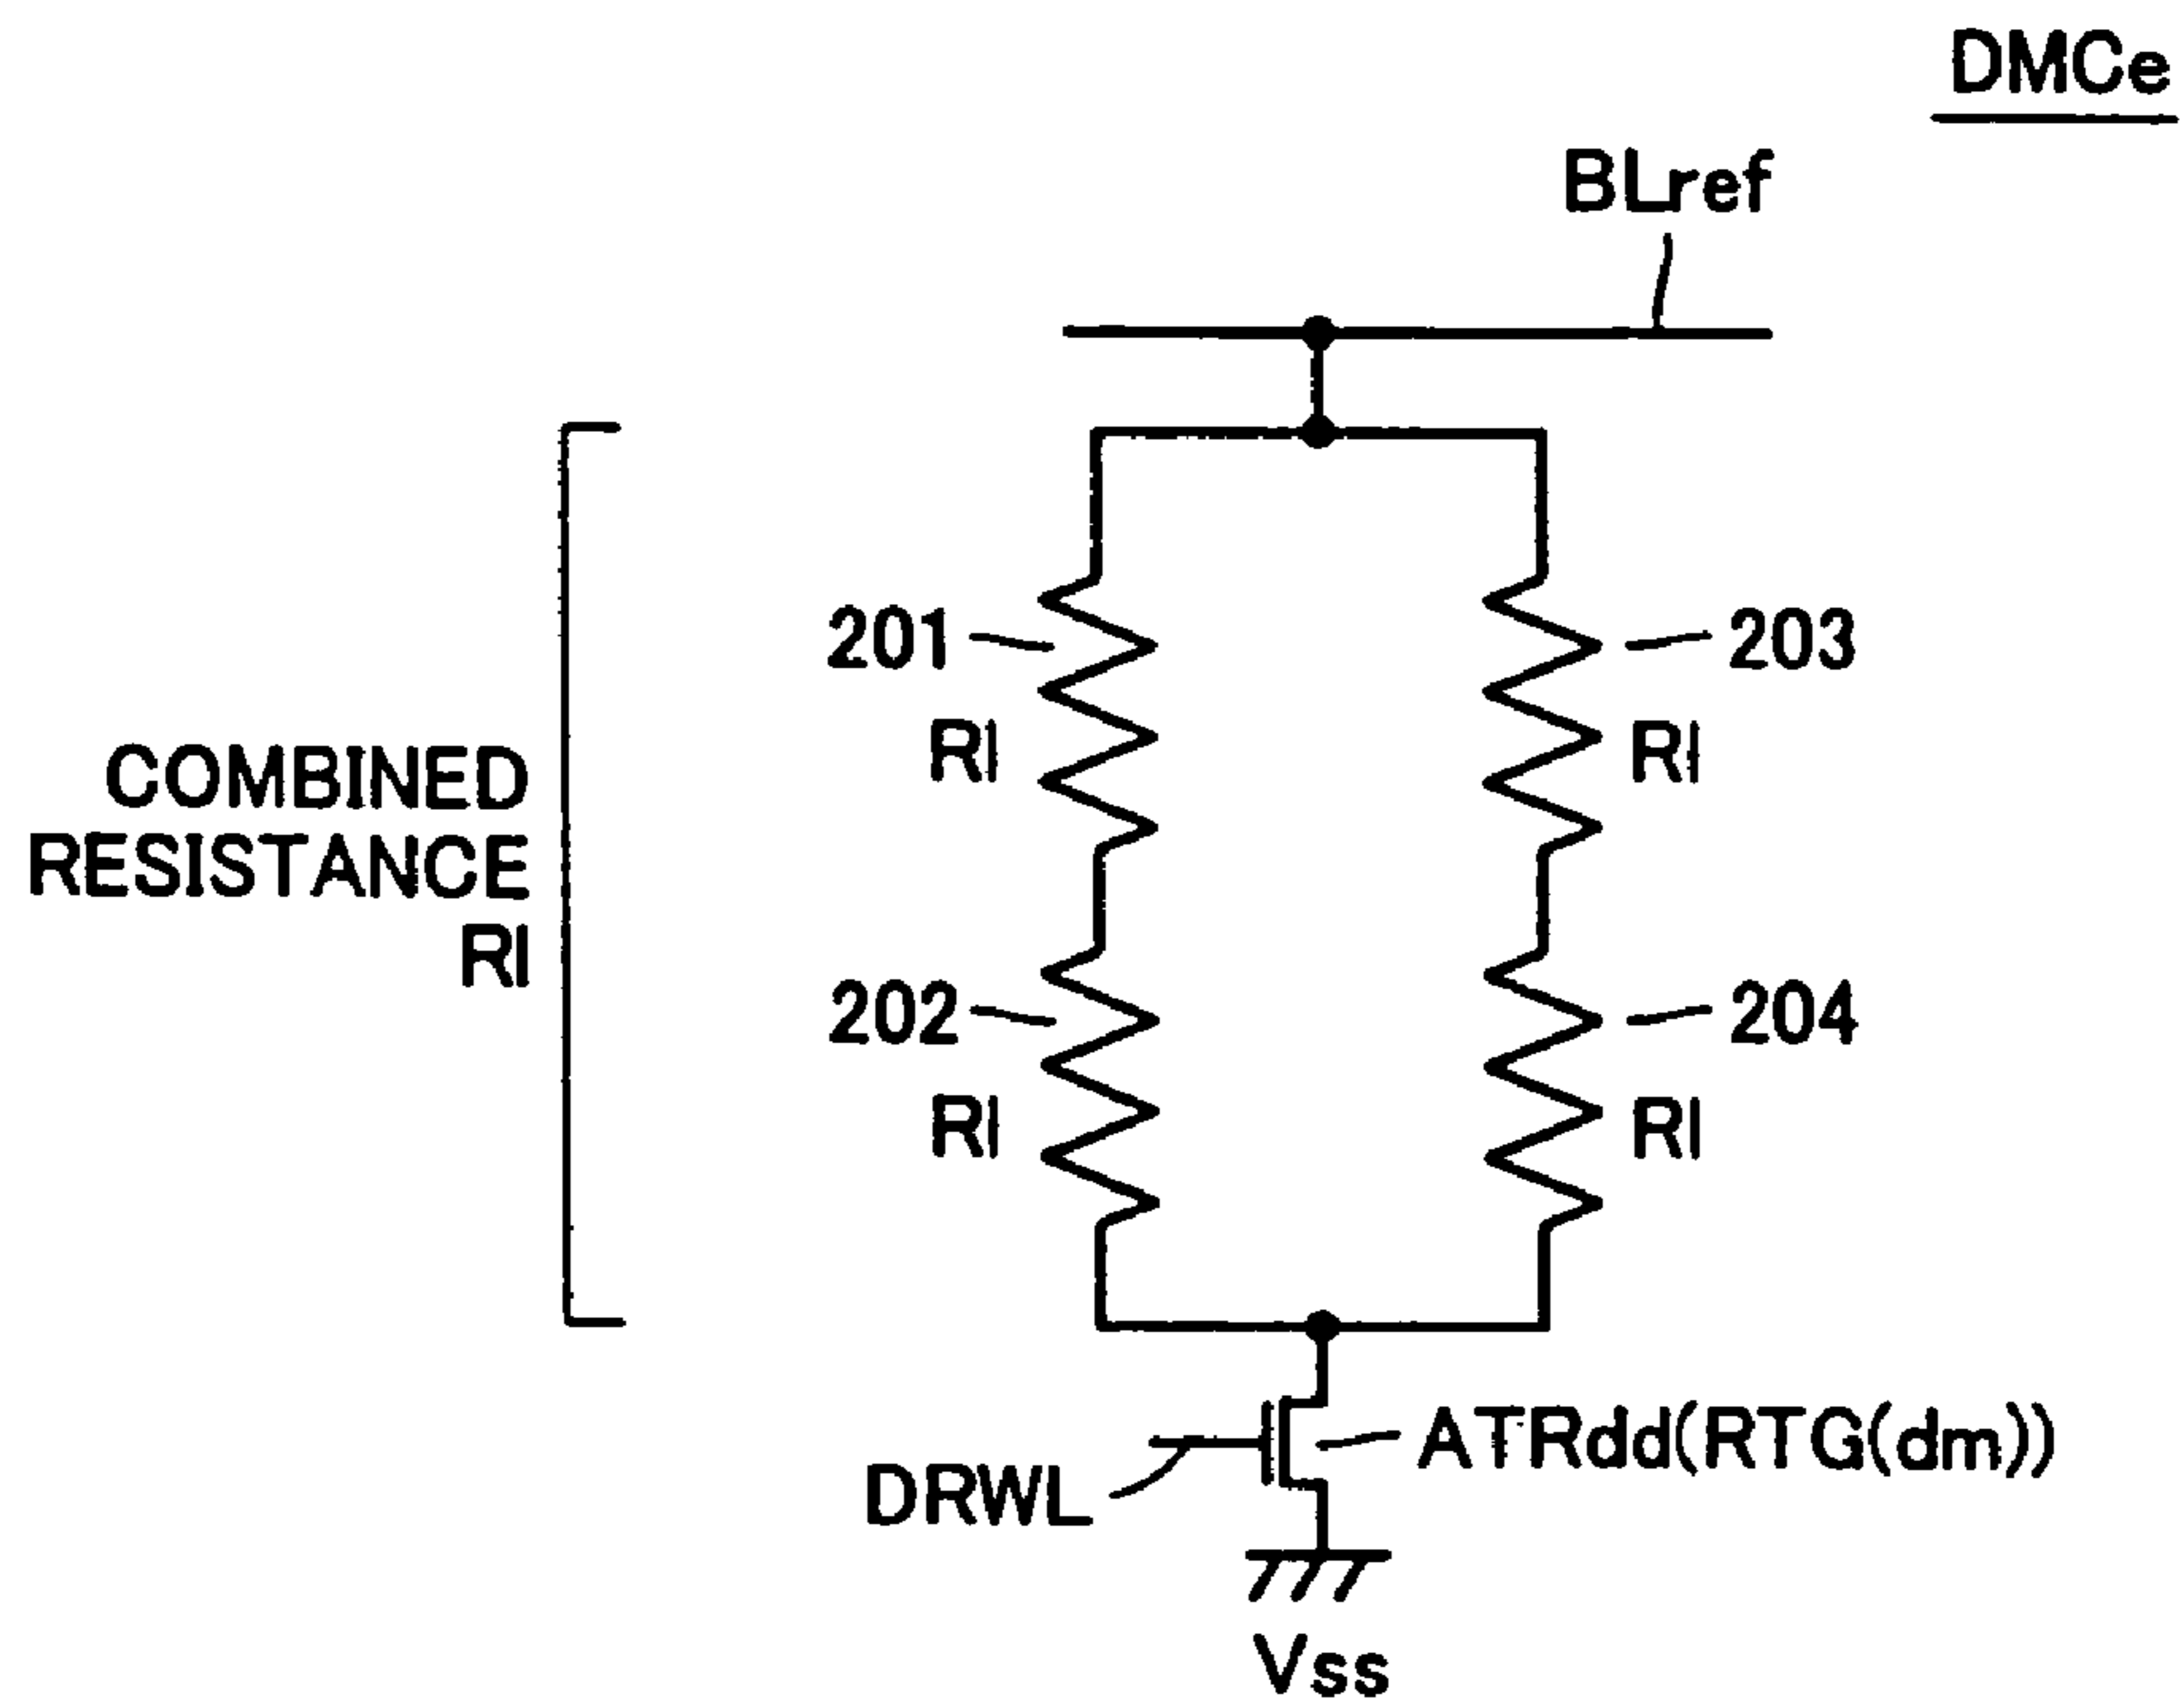 DMCe
BLref
201
203
RI
RI
COMBINED
RESISTANCE
RI
202
204
RI
RI
ATRdd(RTG(dm))
DRWL
Vss